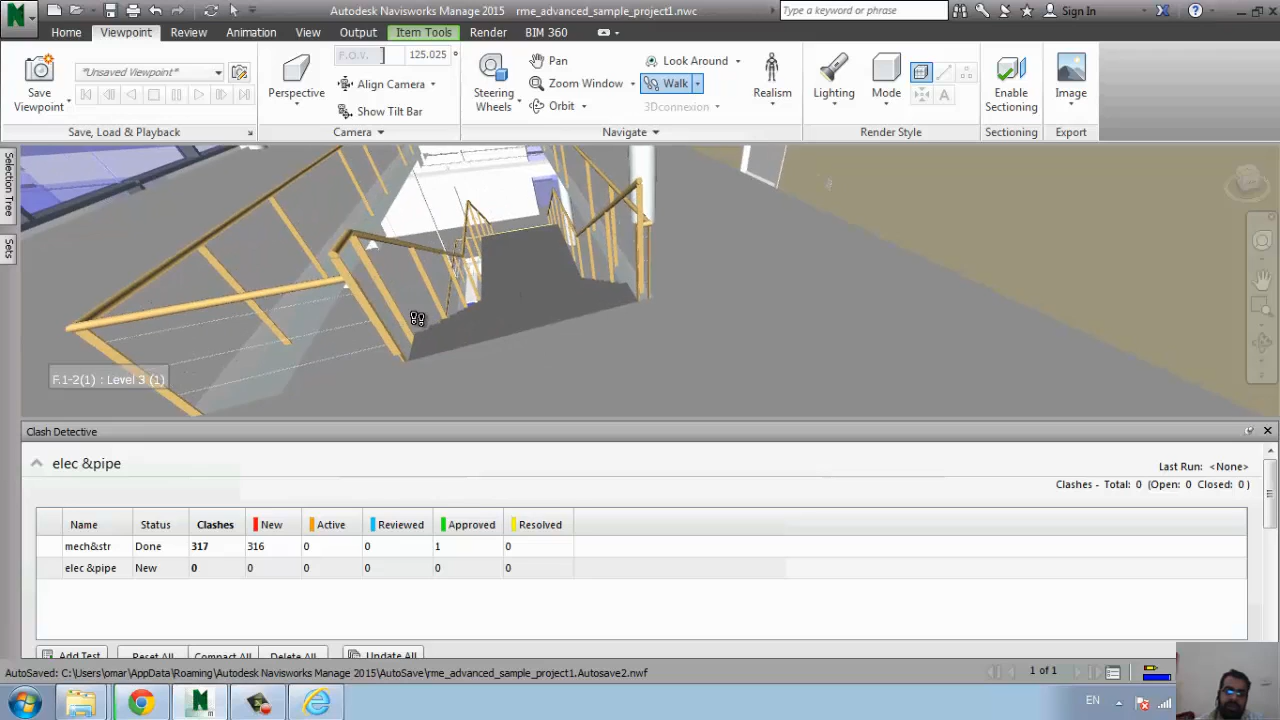 Autodesk Navisworks Manage 2015 rme_advanced_sample_project1.nwc
Type a keyword or phrase
Sign In
Home Viewpoint Review Animation View Output Item Tools Render BIM 360
Save Viewpoint
*Unsaved Viewpoint*
Save, Load & Playback
Perspective
F.O.V. 125.025 °
Align Camera
Show Tilt Bar
Camera
Steering Wheels
Pan
Zoom Window
Orbit
Look Around
Walk
3Dconnexion
Navigate
Realism
Lighting
Mode
A
Render Style
Enable Sectioning
Sectioning
Image
Export
Selection Tree
Sets
F.1-2(1) : Level 3 (1)
Clash Detective
elec &pipe
Last Run: <None>
Clashes - Total: 0 (Open: 0 Closed: 0 )
Name Status Clashes New Active Reviewed Approved Resolved
mech&str Done 317 316 0 0 1 0
elec &pipe New 0 0 0 0 0 0
Add Test Reset All Compact All Delete All Update All
AutoSaved: C:\Users\omar\AppData\Roaming\Autodesk Navisworks Manage 2015\AutoSave\rme_advanced_sample_project1.Autosave2.nwf
1 of 1
EN